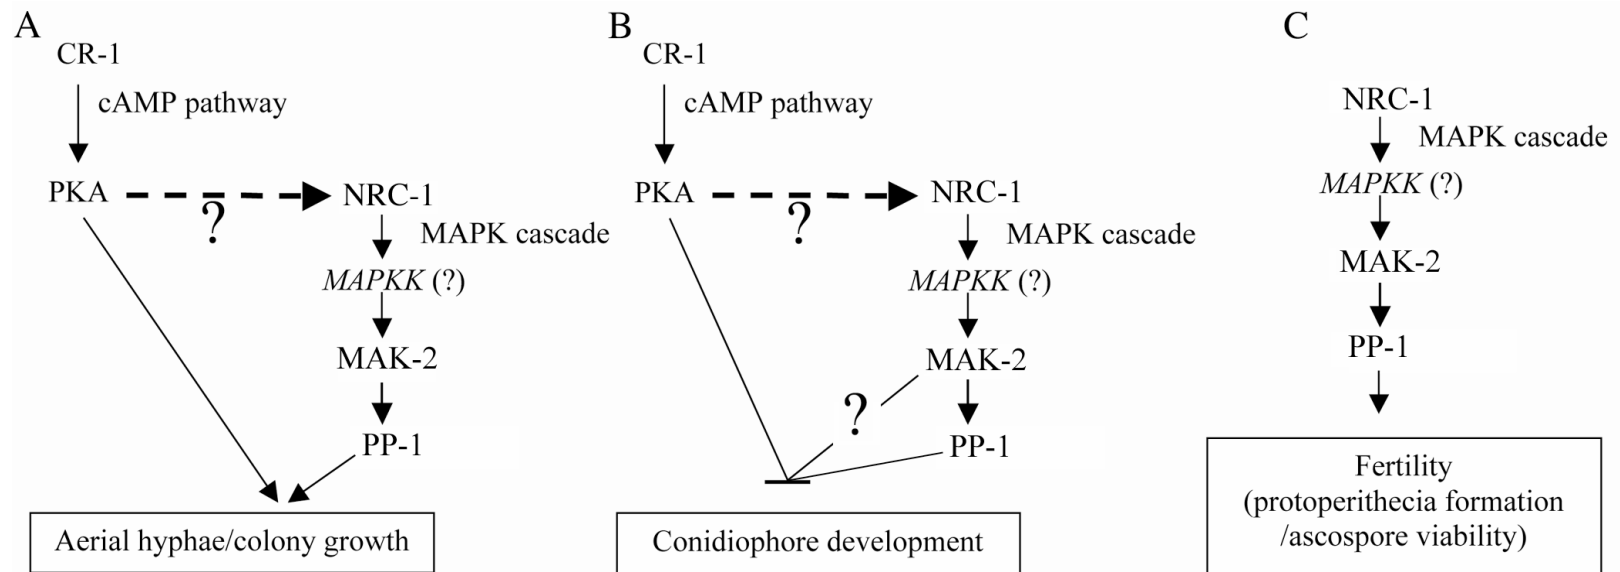 A
CR-1
cAMP pathway
PKA
?
NRC-1
MAPK cascade
MAPKK (?)
MAK-2
PP-1
Aerial hyphae/colony growth
B
CR-1
cAMP pathway
PKA
?
NRC-1
MAPK cascade
MAPKK (?)
MAK-2
?
PP-1
Conidiophore development
C
NRC-1
MAPK cascade
MAPKK (?)
MAK-2
PP-1
Fertility
(protoperithecia formation
/ascospore viability)